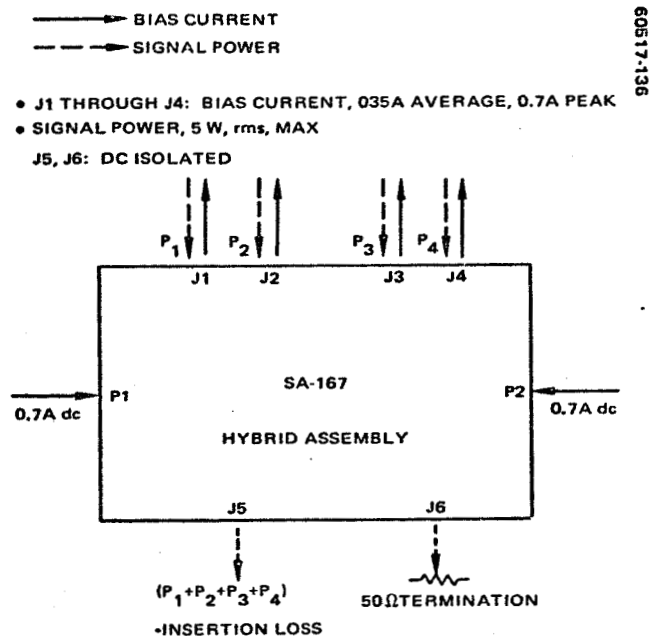 BIAS CURRENT
SIGNAL POWER
60517-136
• J1 THROUGH J4: BIAS CURRENT, 035A AVERAGE, 0.7A PEAK
• SIGNAL POWER, 5 W, rms, MAX
J5, J6: DC ISOLATED
P1 P2 P3 P4
J1 J2 J3 J4
P1 SA-167 P2
0.7A dc 0.7A dc
HYBRID ASSEMBLY
J5 J6
(P1+P2+P3+P4) 50ΩTERMINATION
-INSERTION LOSS